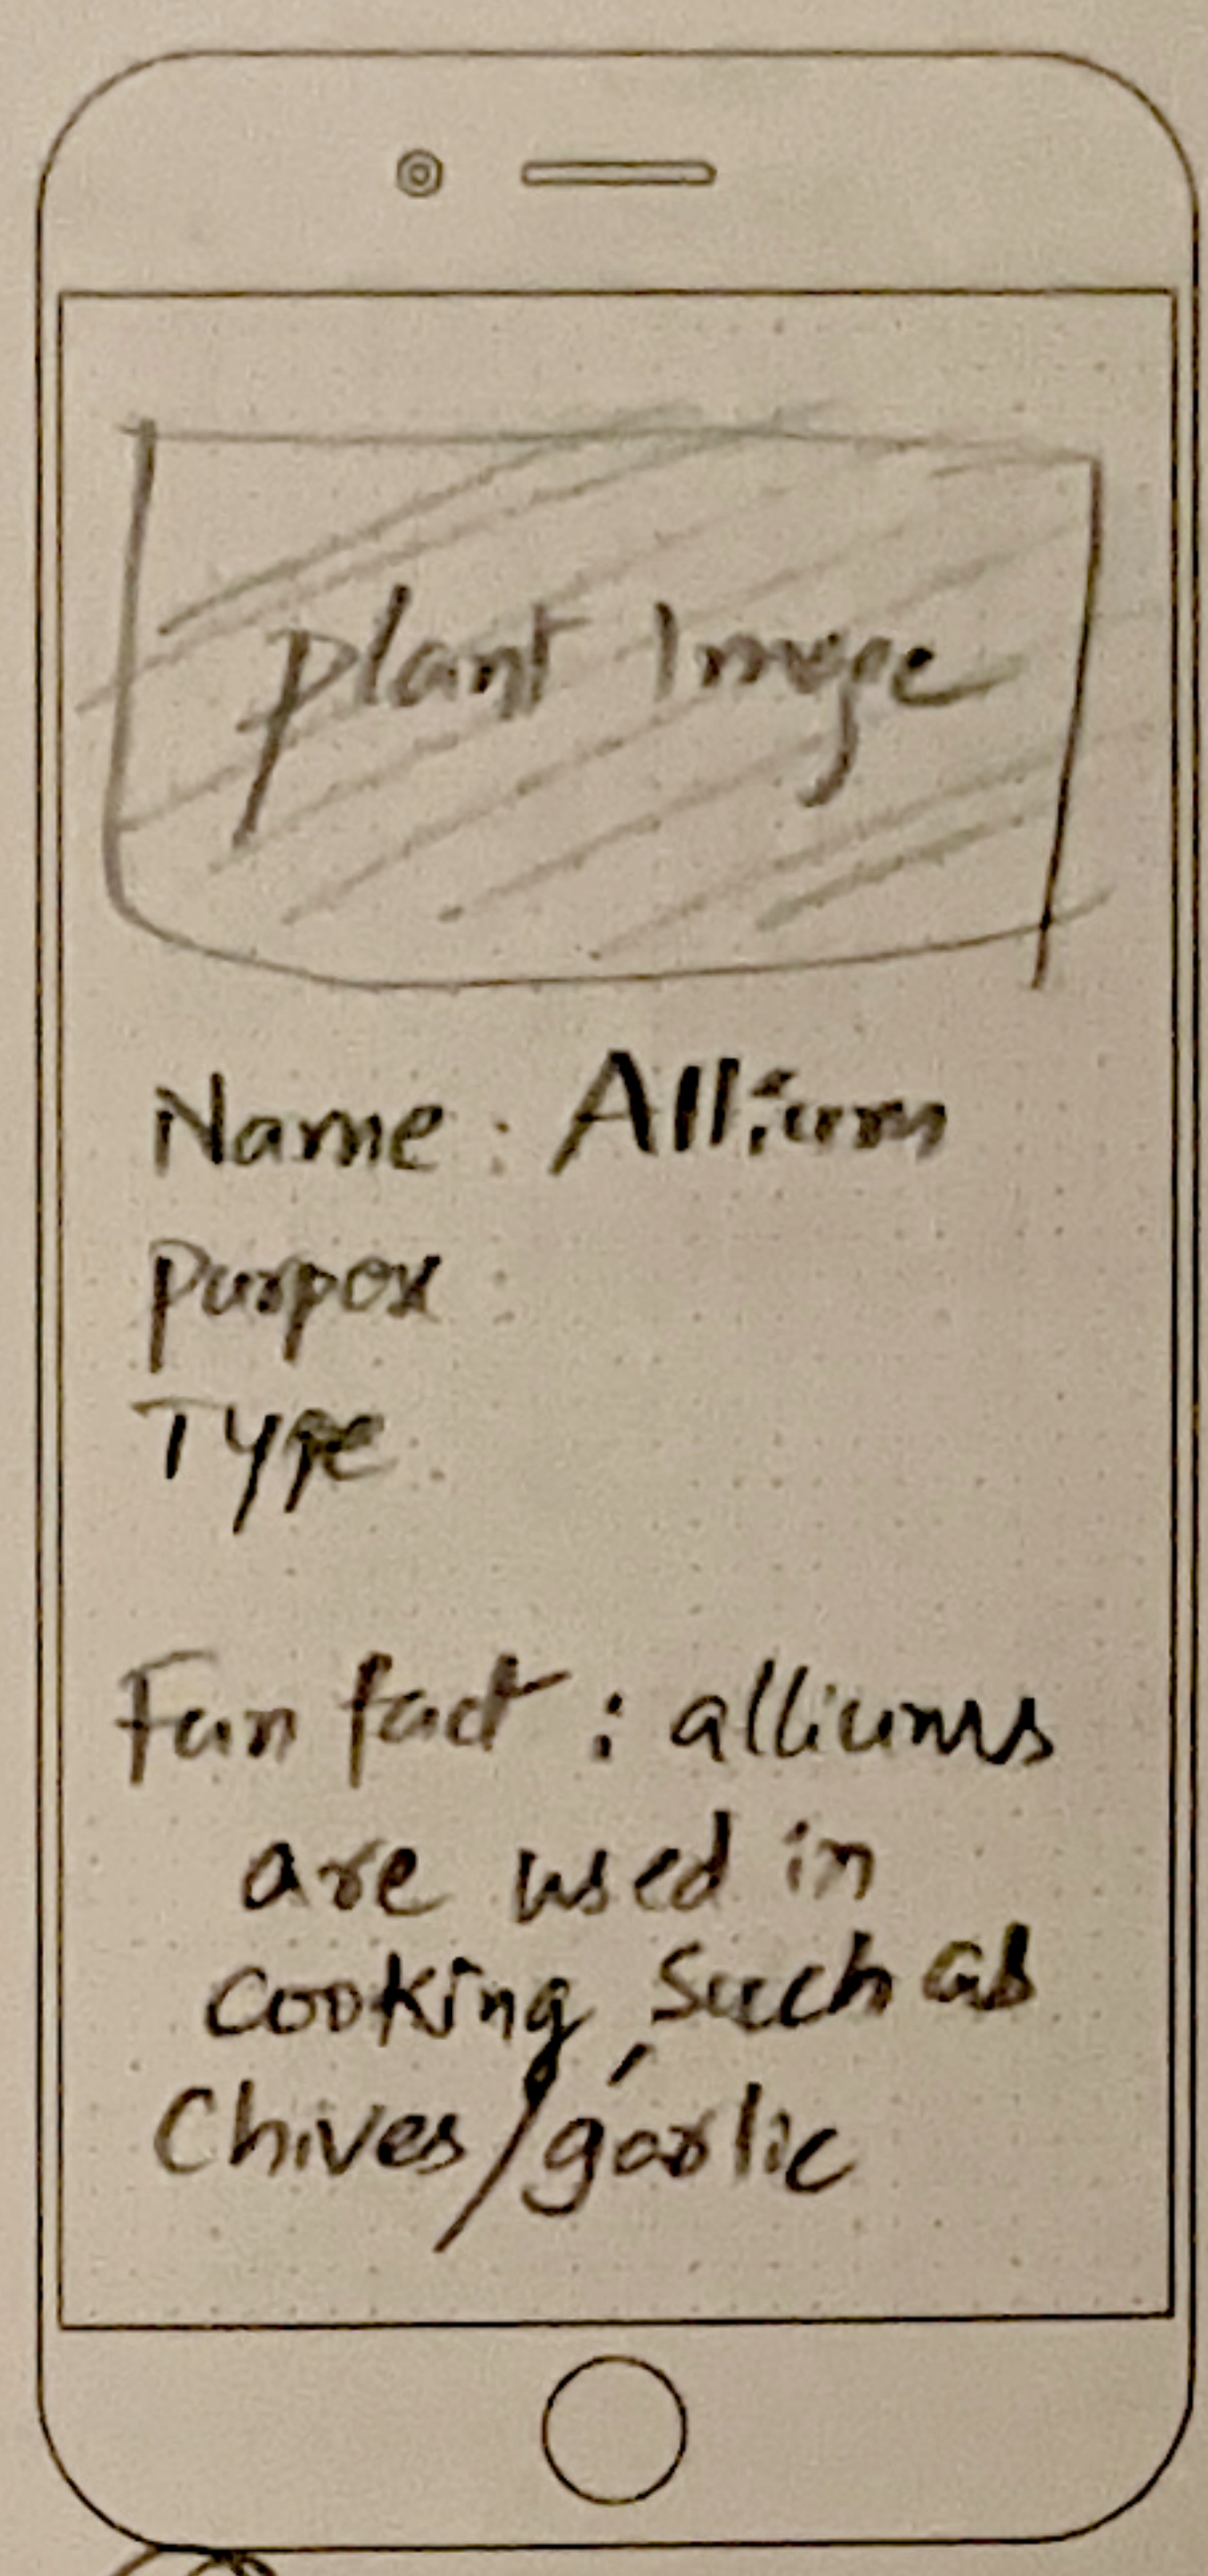 plant Image
Name : Allium
Purpose :
Type :
Fun fact : alliums
are used in
cooking, such as
Chives/garlic